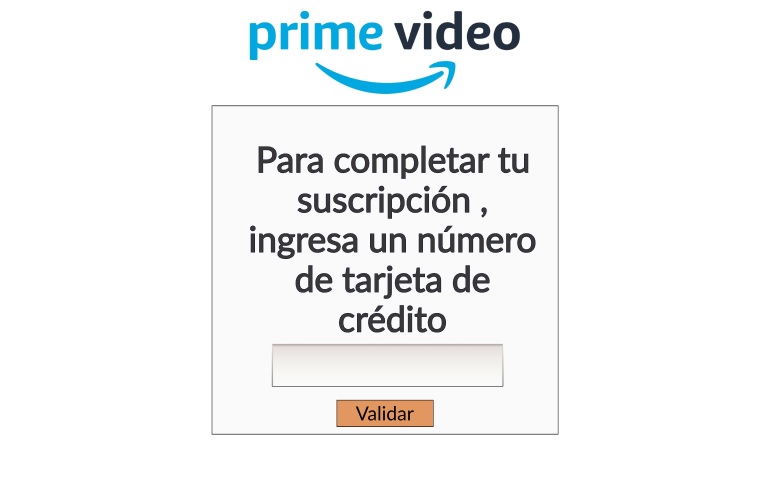 prime video
Para completar tu
suscripción ,
ingresa un número
de tarjeta de
crédito
Validar